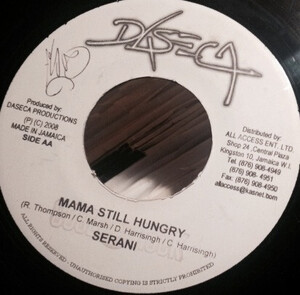 DASECA
Produced by:
DASECA PRODUCTIONS
(P) (C) 2008
MADE IN JAMAICA
SIDE AA
Distributed by:
ALL ACCESS ENT. LTD.
Shop 24, Central Plaza
Kingston 10, Jamaica W.I.
Tel: (876) 908-4949
(876) 908-4951
Fax: (876) 908-4950
allaccess@kasnet.com
MAMA STILL HUNGRY
(R. Thompson / C. Marsh / D. Harrisingh / C. Harrisingh)
SERANI
ALL RIGHTS RESERVED - UNAUTHORISED COPYING IS STRICTLY PROHIBITED.